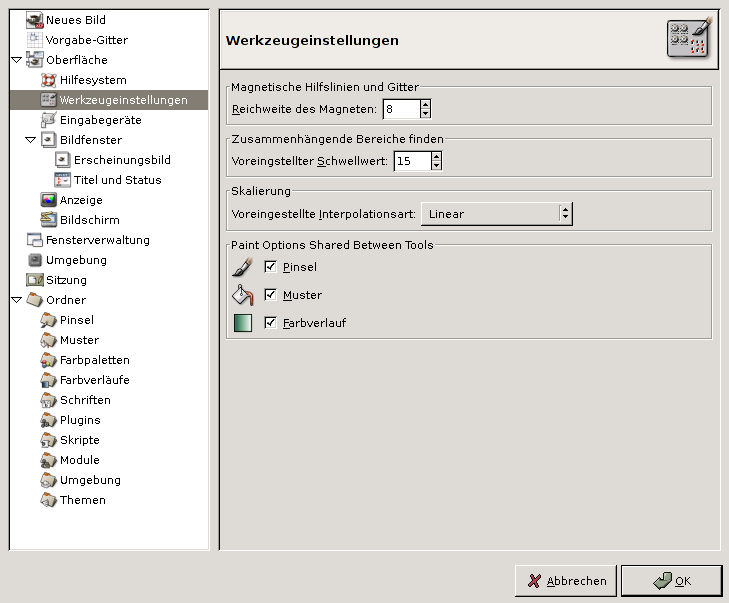 Neues Bild
Vorgabe-Gitter
Oberfläche
Hilfesystem
Werkzeugeinstellungen
Eingabegeräte
Bildfenster
Erscheinungsbild
Titel und Status
Anzeige
Bildschirm
Fensterverwaltung
Umgebung
Sitzung
Ordner
Pinsel
Muster
Farbpaletten
Farbverläufe
Schriften
Plugins
Skripte
Module
Umgebung
Themen
Werkzeugeinstellungen
Magnetische Hilfslinien und Gitter
Reichweite des Magneten: 8
Zusammenhängende Bereiche finden
Voreingstellter Schwellwert: 15
Skalierung
Voreingestellte Interpolationsart: Linear
Paint Options Shared Between Tools
Pinsel
Muster
Farbverlauf
Abbrechen OK